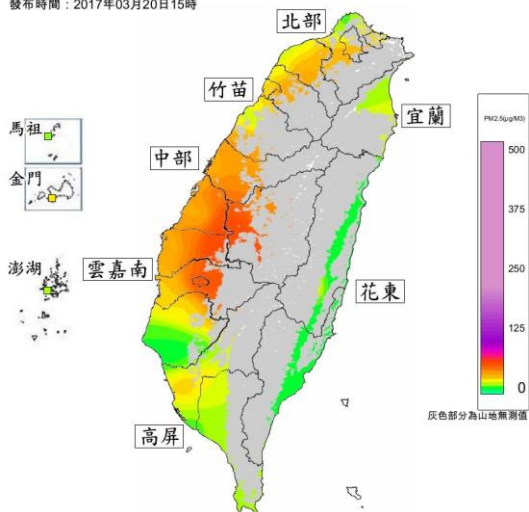 發布時間：2017年03月20日15時
北部
竹苗
馬祖
宜蘭
PM2.5(μg/M3)
500
中部
金門
250
澎湖
雲嘉南
花東
125
0
灰色部分為山地無測值
高屏